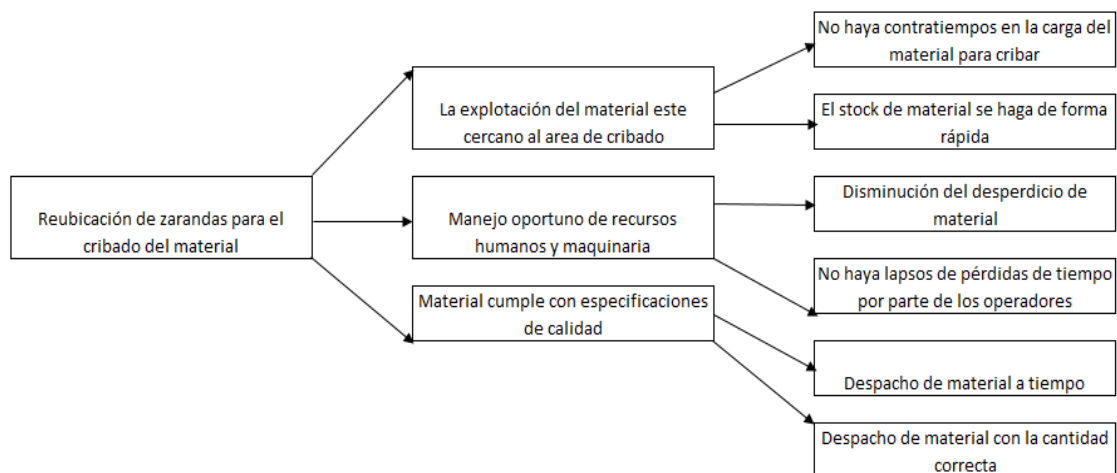 Reubicación de zarandas para el
cribado del material
La explotación del material este
cercano al area de cribado
Manejo oportuno de recursos
humanos y maquinaria
Material cumple con especificaciones
de calidad
No haya contratiempos en la carga del
material para cribar
El stock de material se haga de forma
rápida
Disminución del desperdicio de
material
No haya lapsos de pérdidas de tiempo
por parte de los operadores
Despacho de material a tiempo
Despacho de material con la cantidad
correcta